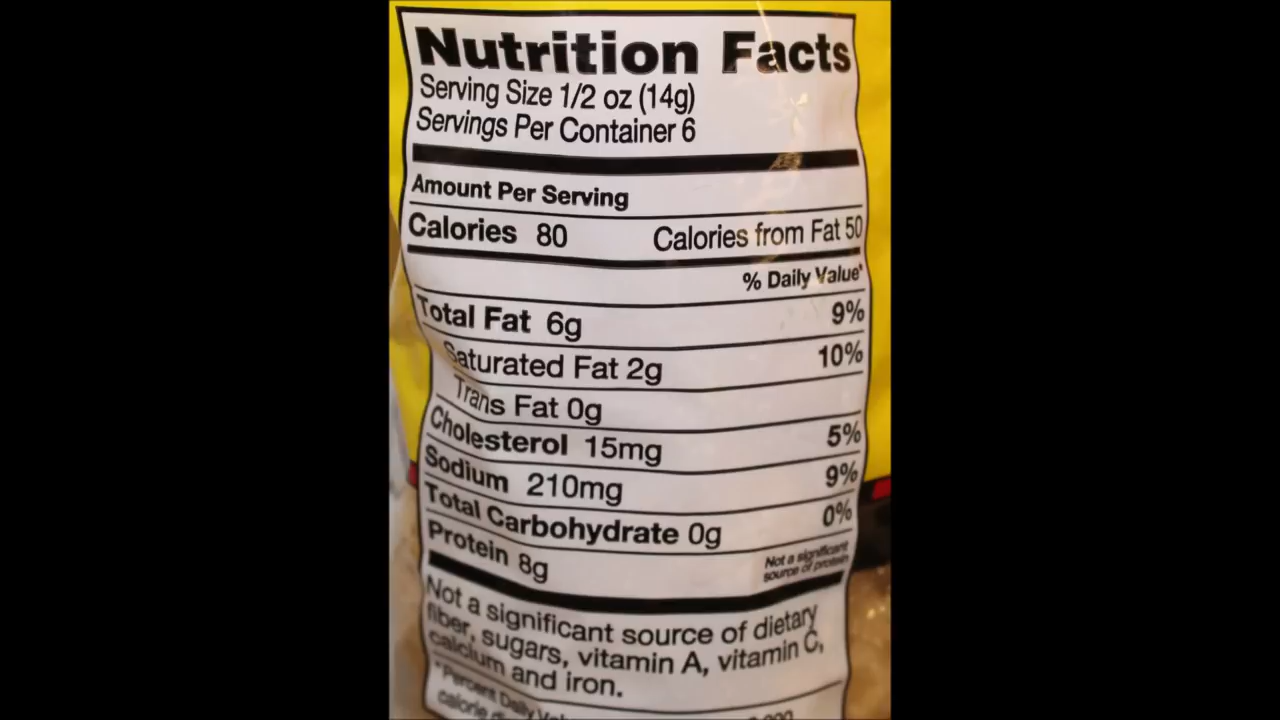 Nutrition Facts
Serving Size 1/2 oz (14g)
Servings Per Container 6
Amount Per Serving
Calories 80 Calories from Fat 50
% Daily Value*
Total Fat 6g 9%
Saturated Fat 2g 10%
Trans Fat 0g
Cholesterol 15mg 5%
Sodium 210mg 9%
Total Carbohydrate 0g 0%
Protein 8g Not a significant
source of protein
Not a significant source of dietary
fiber, sugars, vitamin A, vitamin C,
calcium and iron.
*Percent Daily
calorie